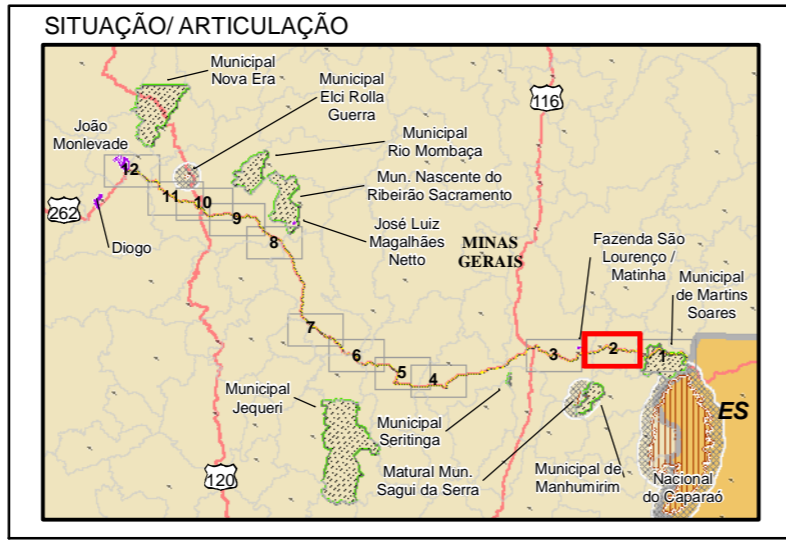 SITUAÇÃO/ ARTICULAÇÃO
Municipal
Nova Era
Municipal
Elci Rolla
Guerra
116
João
Monlevade
Municipal
Rio Mombaça
12
Mun. Nascente do
Ribeirão Sacramento
11
10
262
9
José Luiz
Magalhães
Netto
Diogo
8
MINAS
GERAIS
Fazenda São
Lourenço /
Matinha
Municipal
de Martins
Soares
7
6
5
4
3
2
1
Municipal
Jequeri
Municipal
Seritinga
ES
Matural Mun.
Sagui da Serra
Municipal de
Manhumirim
Nacional
do Caparaó
120